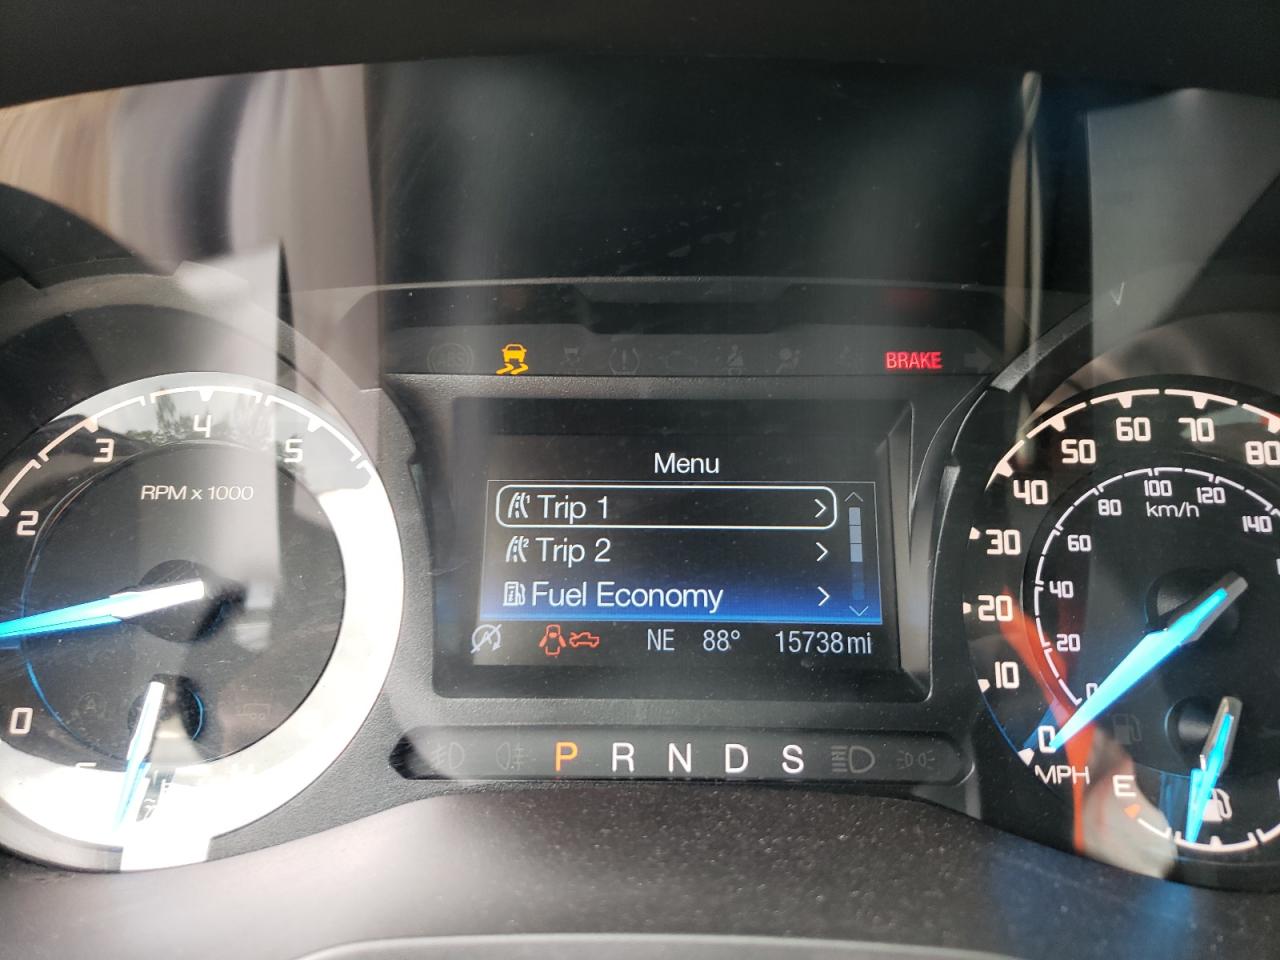 BRAKE
2 3 4 5
RPM x 1000
0
Menu
Trip 1
Trip 2
Fuel Economy
NE 88° 15738 mi
P R N D S
0 10 20 30 40 50 60 70 80
MPH
0 20 40 60 80 100 120 140
km/h
E